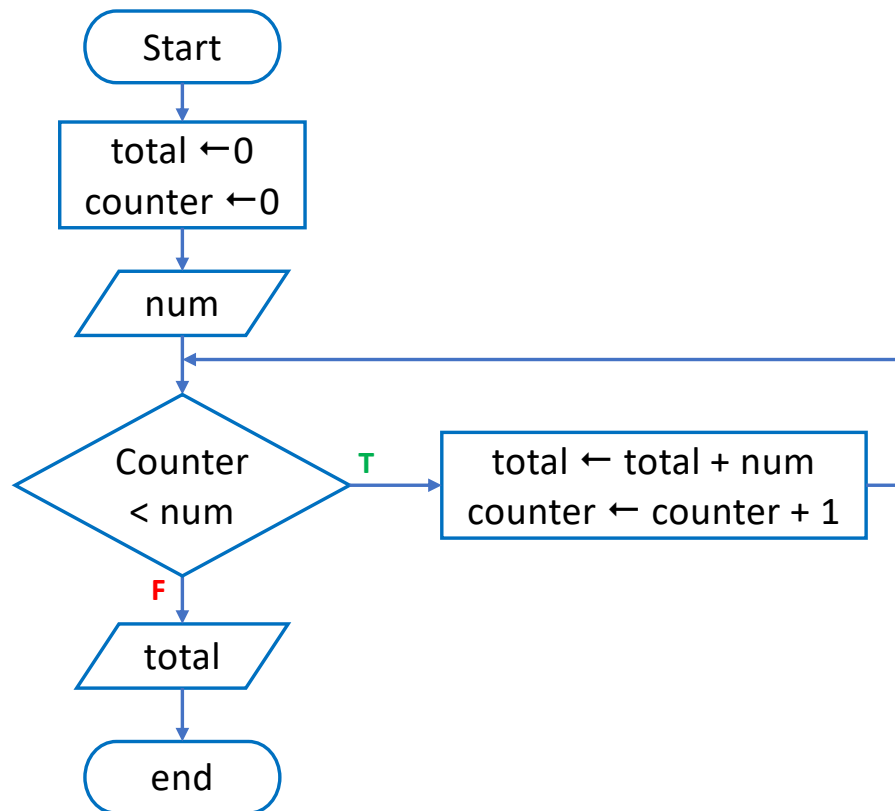 Start
total ←0
counter ←0
num
Counter
< num
T
total ← total + num
counter ← counter + 1
F
total
end